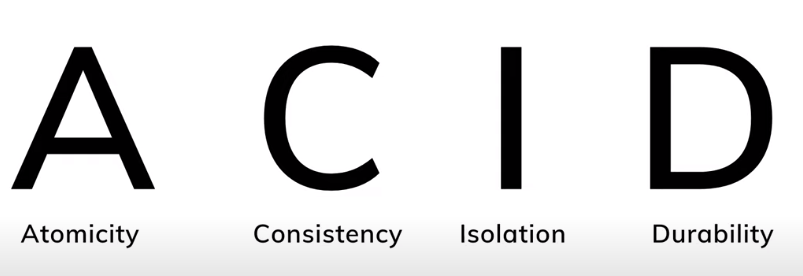 A C I D
Atomicity Consistency Isolation Durability